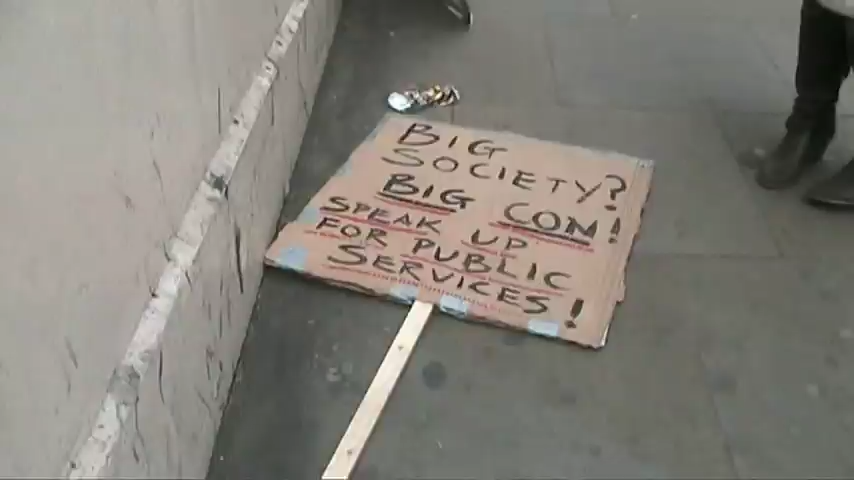 BIG
SOCIETY?
BIG CON!
SPEAK UP
FOR PUBLIC
SERVICES!